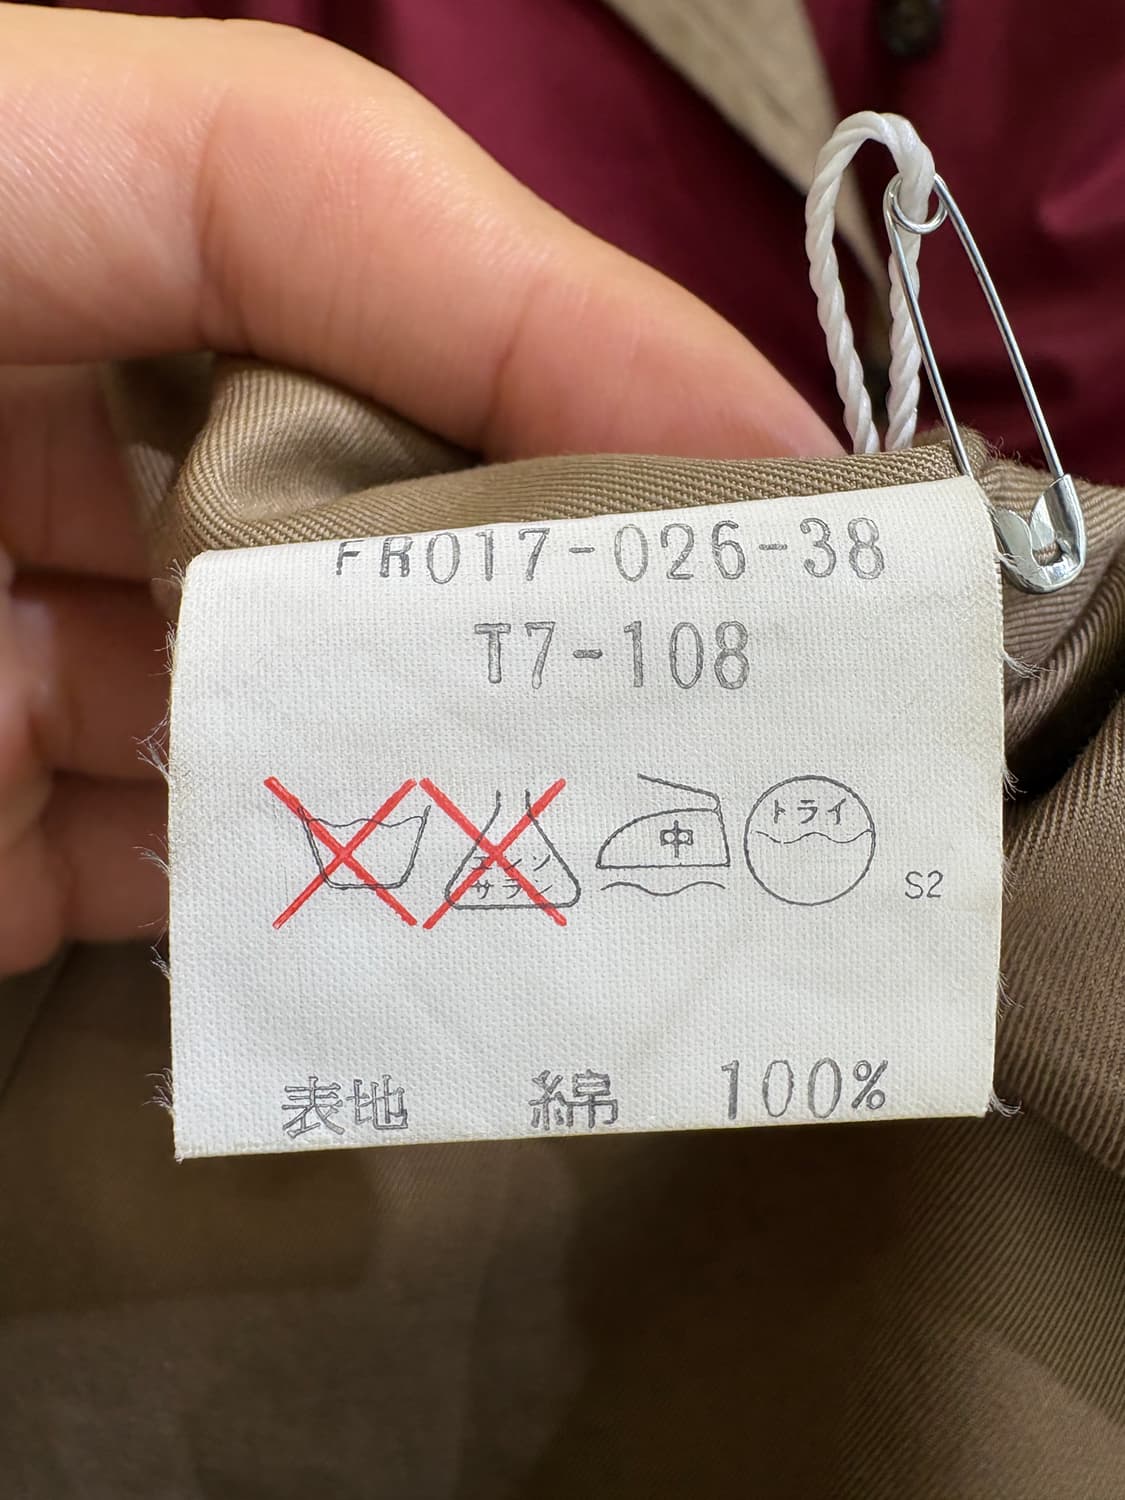 FR017-026-38
T7-108
エンソ
サラシ
中
トライ
S2
表地 綿 100%